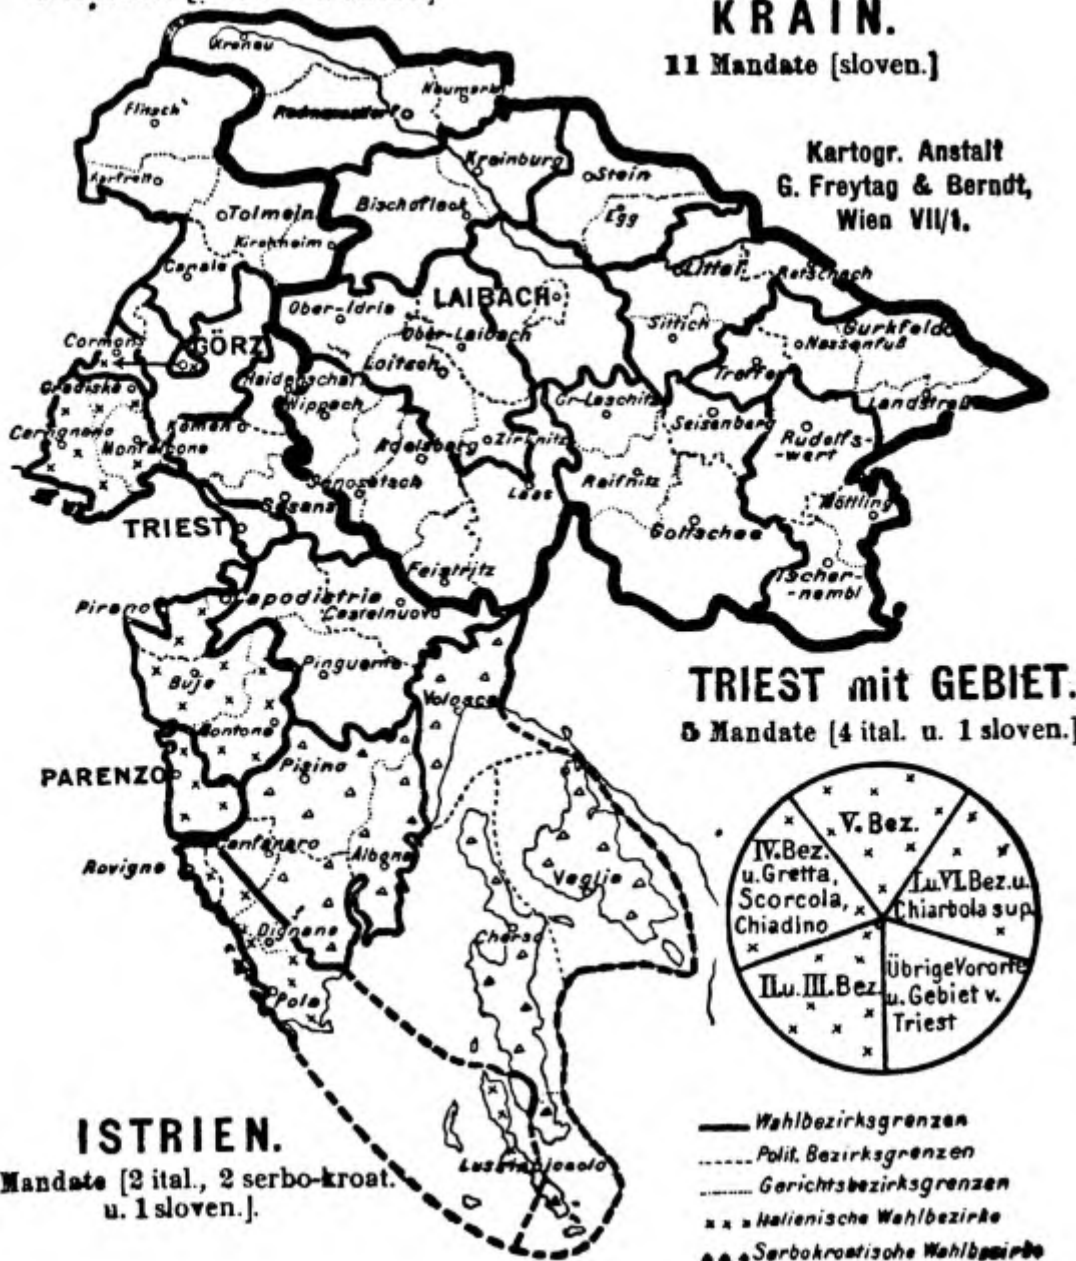 KRAIN.
11 Mandate [sloven.]
Kartogr. Anstalt
G. Freytag & Berndt,
Wien VII/1.
Kronau
Neumarktl
Radmannsdorf
Flitsch
Krainburg
Stein
Karfreit
Bischoflack
Egg
Tolmein
Kirchheim
Canale
Littai
Ratschach
Ober-Idria
LAIBACH
Ober-Laibach
Sittich
Gurkfeld
Nassenfuß
Cormons
GÖRZ
Loitsch
Treffen
Gradiska
Haidenschaft
Wippach
Gr-Laschitz
Seisenberg
Landstraß
Cervignano
Monfalcone
Komen
Adelsberg
Zirknitz
Rudolfs-
-wert
Senosetsch
Laas
Reifnitz
Möttling
Sesana
TRIEST
Gottschee
Feistritz
Tscher-
-nembl
Pirano
Capodistria
Castelnuovo
Pinguente
TRIEST mit GEBIET.
5 Mandate [4 ital. u. 1 sloven.]
Buje
Volosca
Montona
PARENZO
Pisino
V. Bez.
IV. Bez.
u. Gretta,
Scorcola,
Chiadino
I. u. VI. Bez. u.
Chiarbola sup.
Rovigno
Albona
Veglia
Dignano
Cherso
II. u. III. Bez.
Übrige Vororte
u. Gebiet v.
Triest
Pola
ISTRIEN.
Mandate [2 ital., 2 serbo-kroat.
u. 1 sloven.].
Lussinpiccolo
Wahlbezirksgrenzen
Polit. Bezirksgrenzen
Gerichtsbezirksgrenzen
Italienische Wahlbezirke
Serbokroatische Wahlbezirke